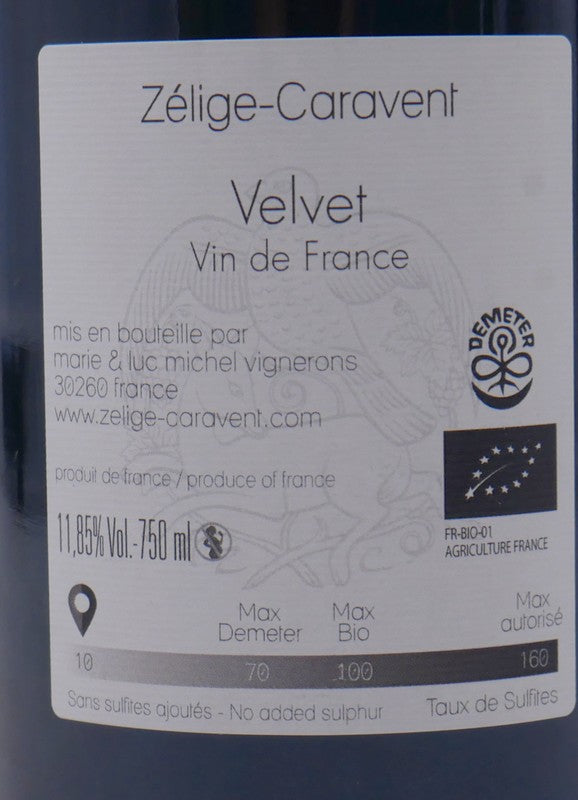 Zélige-Caravent
Velvet
Vin de France
mis en bouteille par
marie & luc michel vignerons
30260 france
www.zelige-caravent.com
DEMETER
produit de france / produce of france
11,85% Vol.-750 ml
FR-BIO-01
AGRICULTURE FRANCE
Max Demeter
Max Bio
Max autorisé
10 70 100 160
Sans sulfites ajoutés - No added sulphur Taux de Sulfites